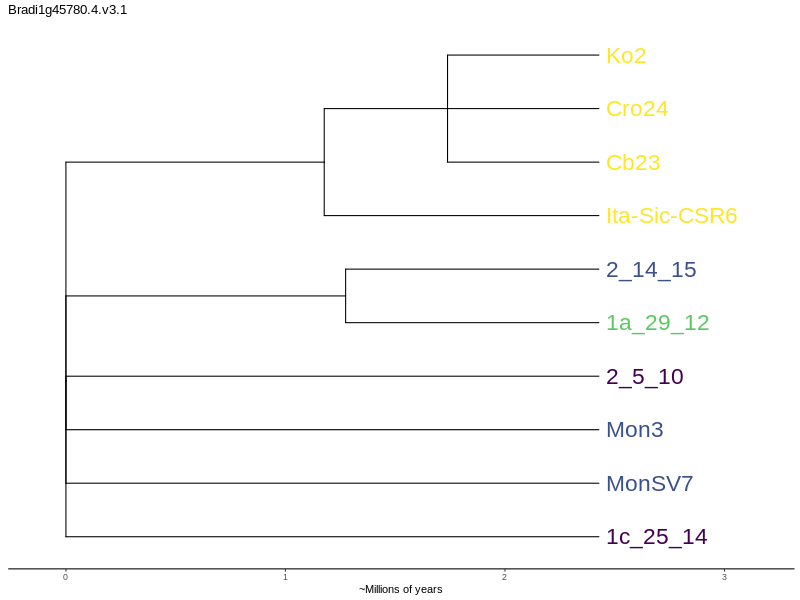 Bradi1g45780.4.v3.1
Ko2
Cro24
Cb23
Ita-Sic-CSR6
2_14_15
1a_29_12
2_5_10
Mon3
MonSV7
1c_25_14
0 1 2 3
~Millions of years